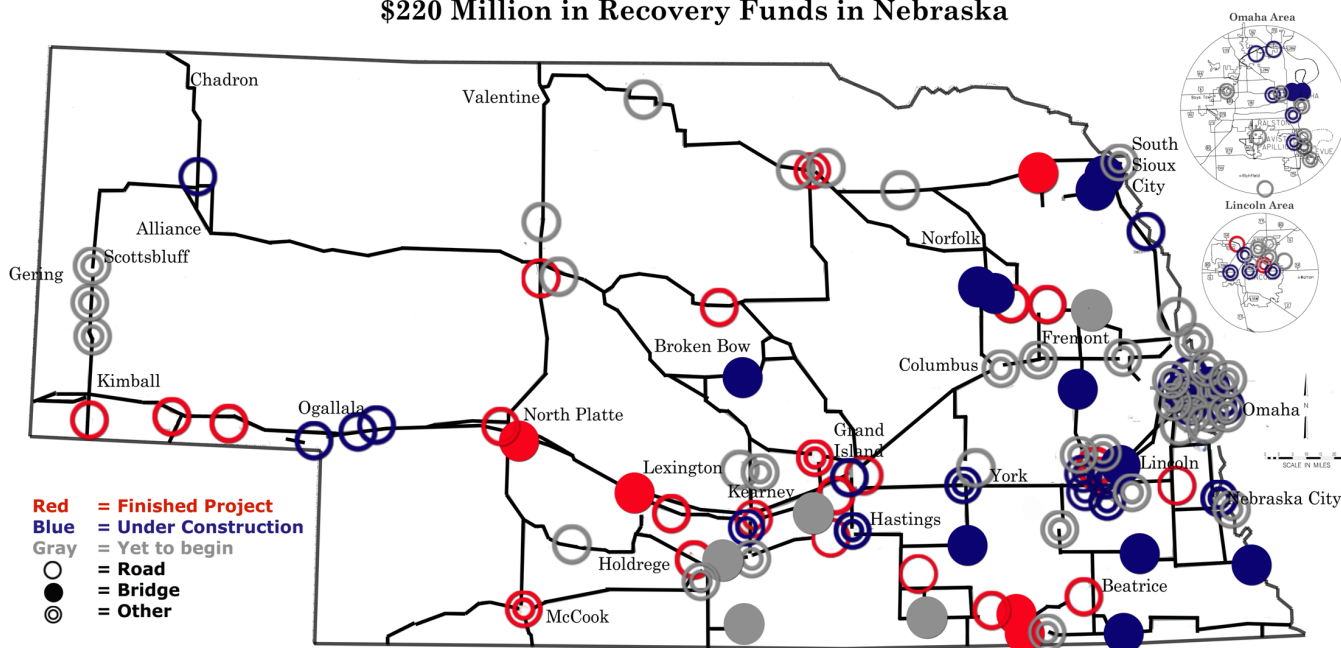 $220 Million in Recovery Funds in Nebraska
Omaha Area
Chadron
Valentine
South
Sioux
City
RALSTON
Lincoln Area
Alliance
Norfolk
Scottsbluff
Gering
Broken Bow
Fremont
Columbus
Kimball
Ogallala
North Platte
Omaha
N
Grand
Island
SCALE IN MILES
Lexington
Lincoln
York
Kearney
Nebraska City
Hastings
Holdrege
Beatrice
McCook
Red = Finished Project
Blue = Under Construction
Gray = Yet to begin
= Road
= Bridge
= Other